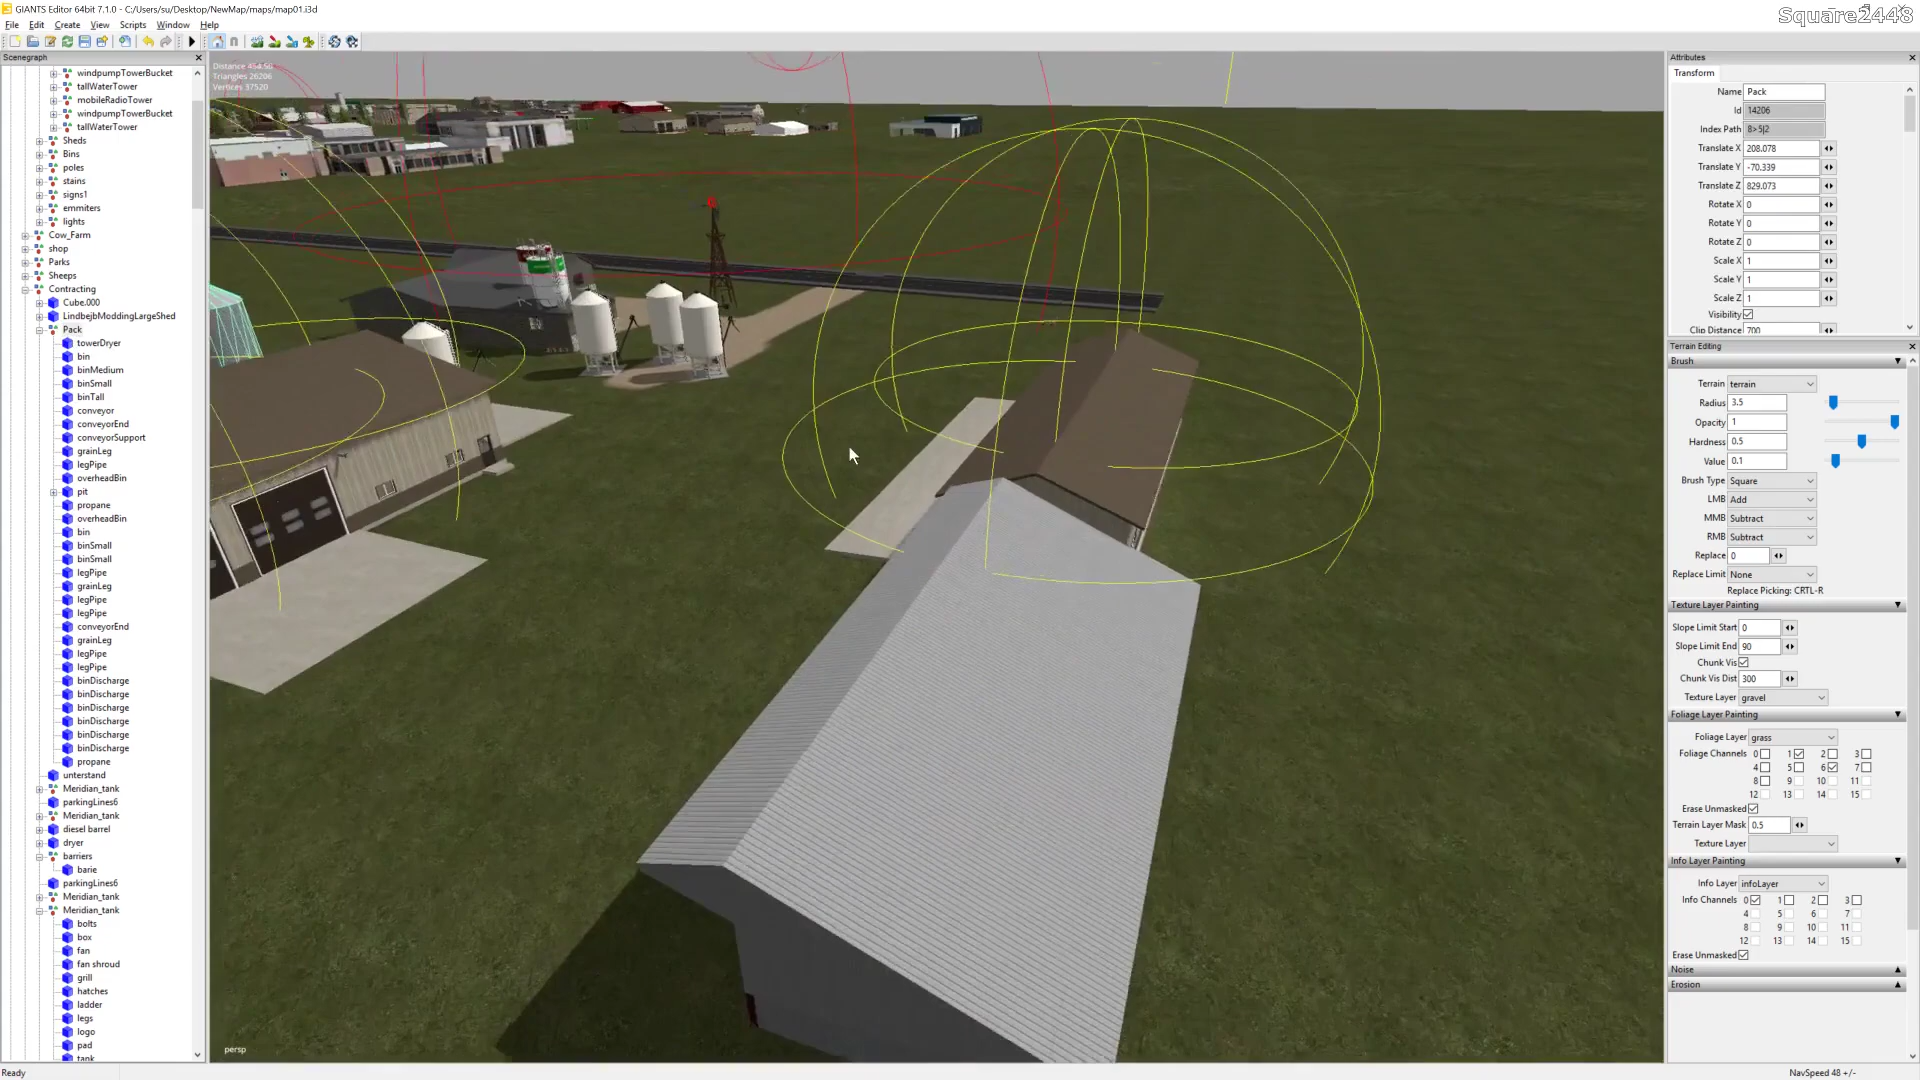 GIANTS Editor 64bit 7.1.0 - C:/Users/su/Desktop/NewMap/maps/map01.i3d
Square2448
File Edit Create View Scripts Window Help
Scenegraph
windpumpTowerBucket
tallWaterTower
mobileRadioTower
windpumpTowerBucket
tallWaterTower
Sheds
Bins
poles
stains
signs1
emmiters
lights
Cow_Farm
shop
Parks
Sheeps
Contracting
Cube.000
LindbejbModdingLargeShed
Pack
towerDryer
bin
binMedium
binSmall
binTall
conveyor
conveyorEnd
conveyorSupport
grainLeg
legPipe
overheadBin
pit
propane
overheadBin
bin
binSmall
binSmall
legPipe
grainLeg
legPipe
legPipe
conveyorEnd
grainLeg
legPipe
legPipe
binDischarge
binDischarge
binDischarge
binDischarge
binDischarge
binDischarge
propane
unterstand
Meridian_tank
parkingLines6
Meridian_tank
diesel barrel
dryer
barriers
barie
parkingLines6
Meridian_tank
Meridian_tank
bolts
box
fan
fan shroud
grill
hatches
ladder
legs
logo
pad
tank
Triangles 26206
Vertices 37520
persp
Attributes
Transform
Name Pack
Id 14206
Index Path 8>5|2
Translate X 208.078
Translate Y -70.339
Translate Z 829.073
Rotate X 0
Rotate Y 0
Rotate Z 0
Scale X 1
Scale Y 1
Scale Z 1
Visibility
Clip Distance 700
Terrain Editing
Brush
Terrain terrain
Radius 3.5
Opacity 1
Hardness 0.5
Value 0.1
Brush Type Square
LMB Add
MMB Subtract
RMB Subtract
Replace 0
Replace Limit None
Replace Picking: CRTL-R
Texture Layer Painting
Slope Limit Start 0
Slope Limit End 90
Chunk Vis
Chunk Vis Dist 300
Texture Layer gravel
Foliage Layer Painting
Foliage Layer grass
Foliage Channels 0 1 2 3
4 5 6 7
8 9 10 11
12 13 14 15
Erase Unmasked
Terrain Layer Mask 0.5
Texture Layer
Info Layer Painting
Info Layer infoLayer
Info Channels 0 1 2 3
4 5 6 7
8 9 10 11
12 13 14 15
Erase Unmasked
Noise
Erosion
Ready
NavSpeed 48 +/-